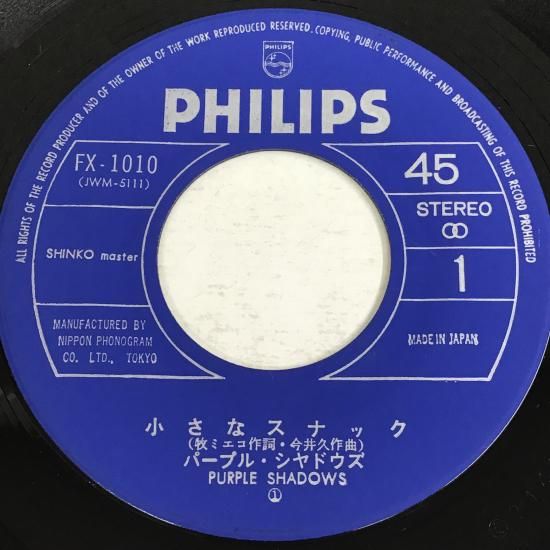 ALL RIGHTS OF THE RECORD PRODUCER AND OF THE OWNER OF THE WORK REPRODUCED RESERVED. COPYING, PUBLIC PERFORMANCE AND BROADCASTING OF THIS RECORD PROHIBITED
PHILIPS
PHILIPS
FX-1010
(JWM-5111)
45
STEREO
1
SHINKO master
MANUFACTURED BY
NIPPON PHONOGRAM
CO. LTD., TOKYO
MADE IN JAPAN
小さなスナック
(牧ミエコ作詞・今井久作曲)
パープル・シヤドウズ
PURPLE SHADOWS
①